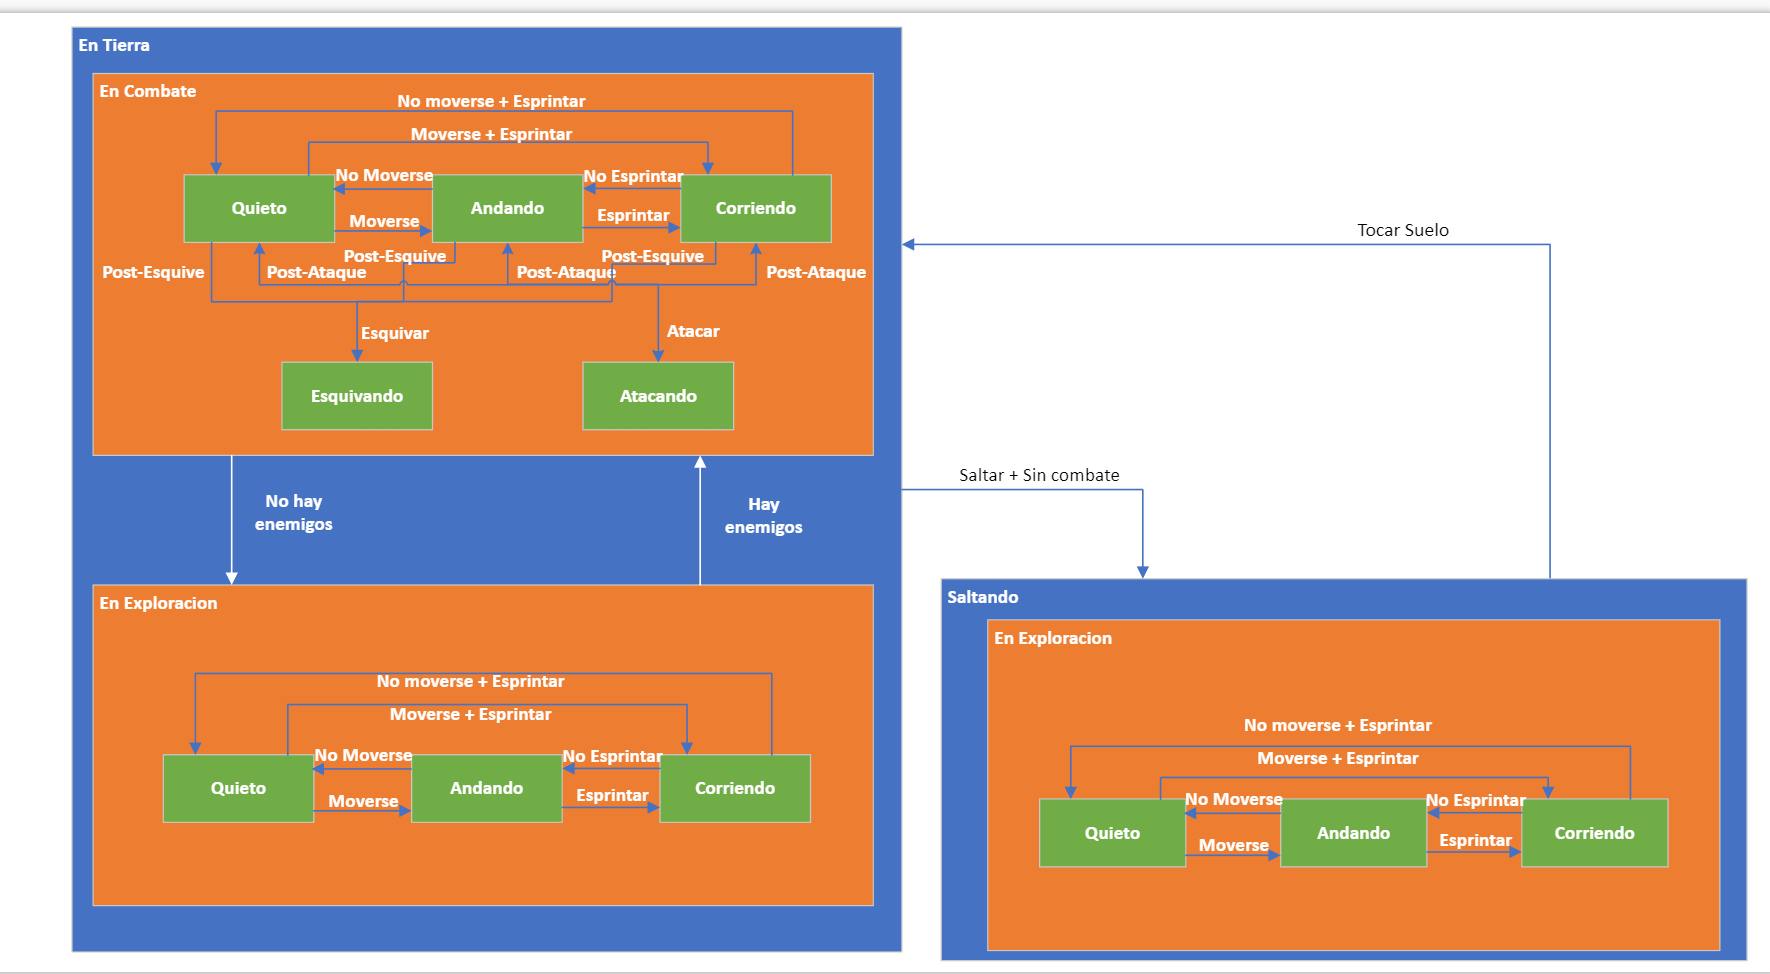 En Tierra
En Combate
No moverse + Esprintar
Moverse + Esprintar
No Moverse
No Esprintar
Quieto
Andando
Corriendo
Moverse
Esprintar
Post-Esquive
Post-Ataque
Post-Esquive
Post-Ataque
Post-Esquive
Post-Ataque
Esquivar
Atacar
Esquivando
Atacando
No hay
enemigos
Hay
enemigos
En Exploracion
No moverse + Esprintar
Moverse + Esprintar
No Moverse
No Esprintar
Quieto
Andando
Corriendo
Moverse
Esprintar
Tocar Suelo
Saltar + Sin combate
Saltando
En Exploracion
No moverse + Esprintar
Moverse + Esprintar
No Moverse
No Esprintar
Quieto
Andando
Corriendo
Moverse
Esprintar